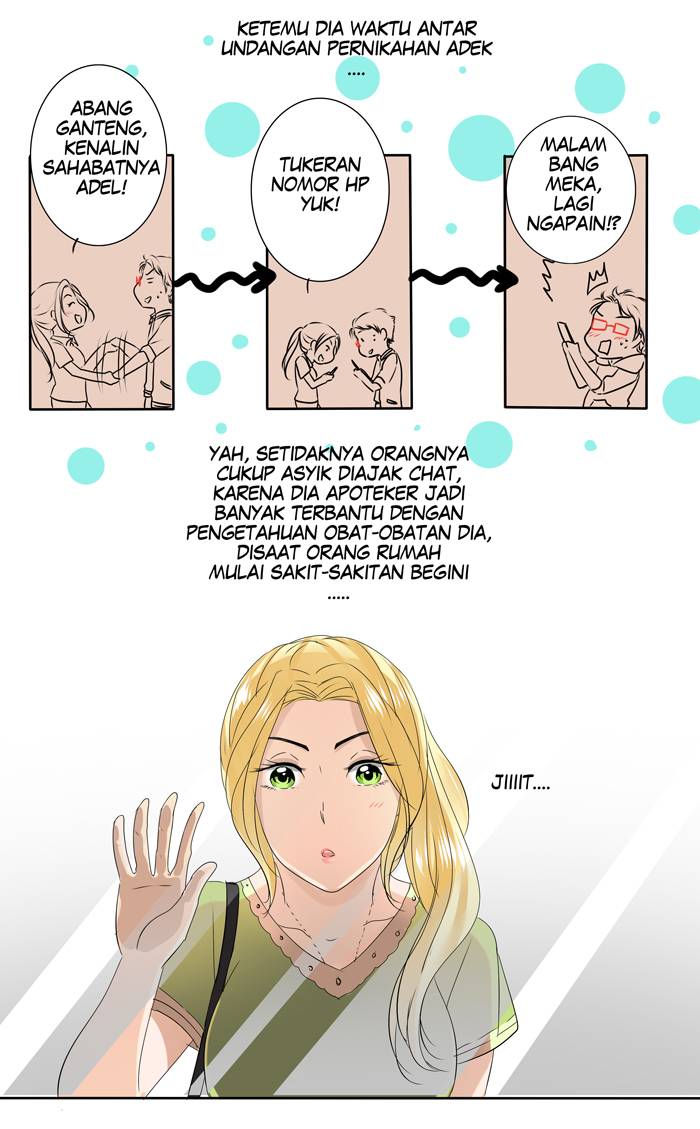 KETEMU DIA WAKTU ANTAR
UNDANGAN PERNIKAHAN ADEK
....
ABANG
GANTENG,
KENALIN
SAHABATNYA
ADEL!
TUKERAN
NOMOR HP
YUK!
MALAM
BANG
MEKA,
LAGI
NGAPAIN!?
YAH, SETIDAKNYA ORANGNYA
CUKUP ASYIK DIAJAK CHAT,
KARENA DIA APOTEKER JADI
BANYAK TERBANTU DENGAN
PENGETAHUAN OBAT-OBATAN DIA,
DISAAT ORANG RUMAH
MULAI SAKIT-SAKITAN BEGINI
.....
JIIIIT....